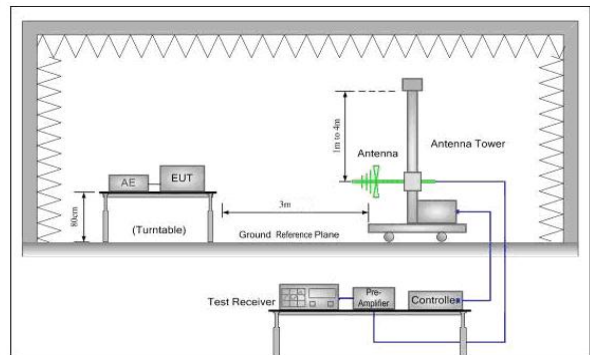 1m to 4m
Antenna
Antenna Tower
AE
EUT
80cm
3m
(Turntable)
Ground Reference Plane
Test Receiver
Pre-
Amplifier
Controller